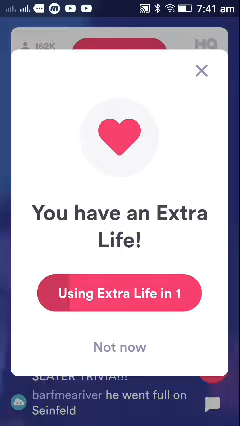 7:41 am
162K
HQ
You have an Extra
Life!
Using Extra Life in 1
Not now
SLATER TRIVIA!!!
barfmeariver he went full on
Seinfeld